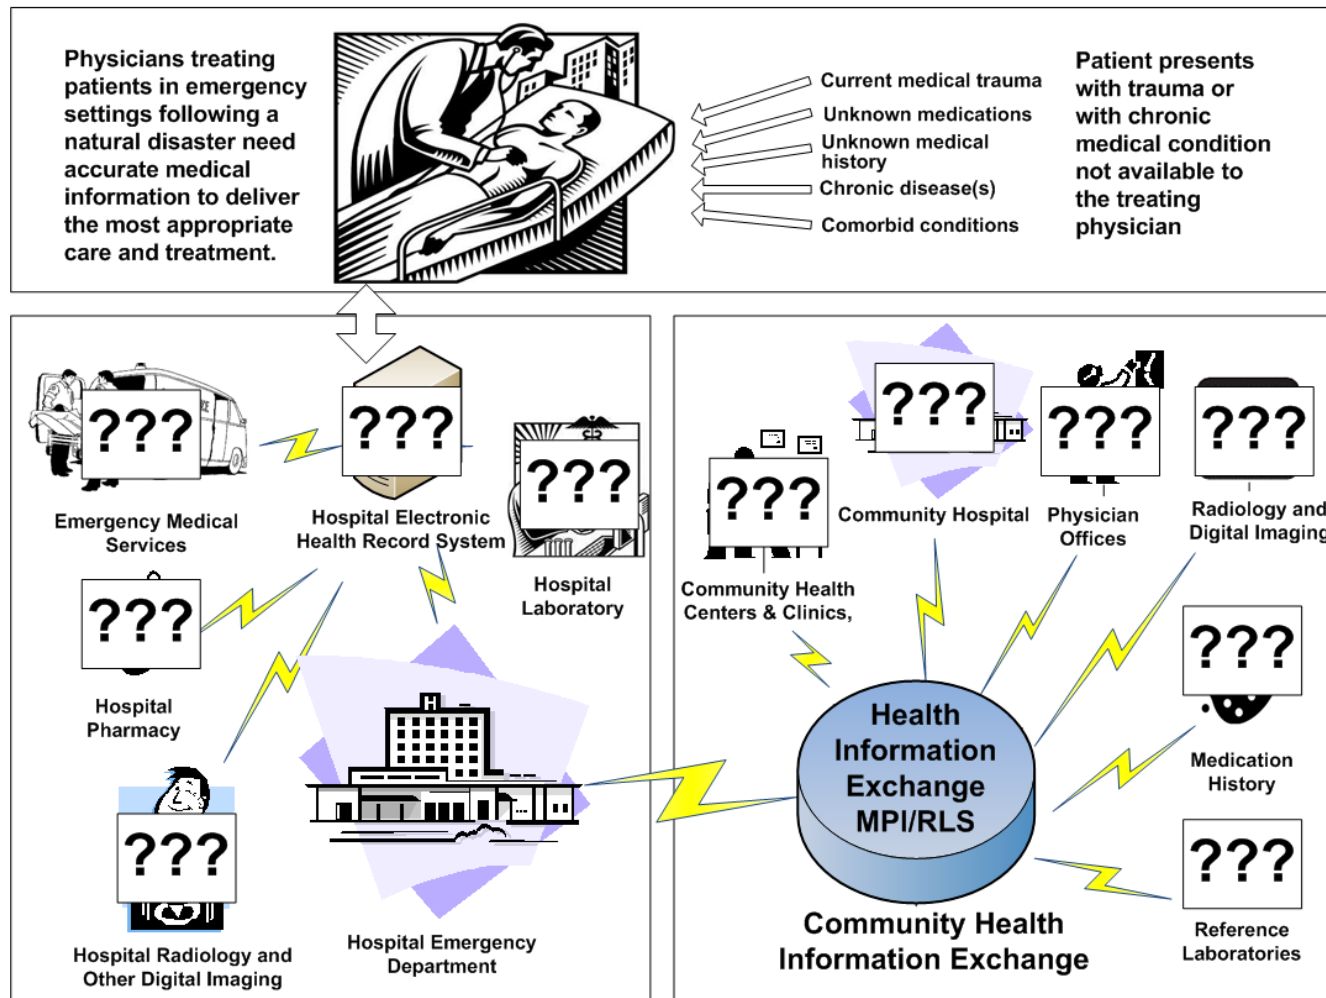 Physicians treating
patients in emergency
settings following a
natural disaster need
accurate medical
information to deliver
the most appropriate
care and treatment.
Current medical trauma
Unknown medications
Unknown medical
history
Chronic disease(s)
Comorbid conditions
Patient presents
with trauma or
with chronic
medical condition
not available to
the treating
physician
???
Emergency Medical
Services
???
Hospital Electronic
Health Record System
???
Hospital
Laboratory
???
Hospital
Pharmacy
???
Hospital Radiology and
Other Digital Imaging
H
Hospital Emergency
Department
???
Community Health
Centers & Clinics,
???
Community Hospital
???
Physician
Offices
???
Radiology and
Digital Imaging
???
Medication
History
???
Reference
Laboratories
Health
Information
Exchange
MPI/RLS
Community Health
Information Exchange